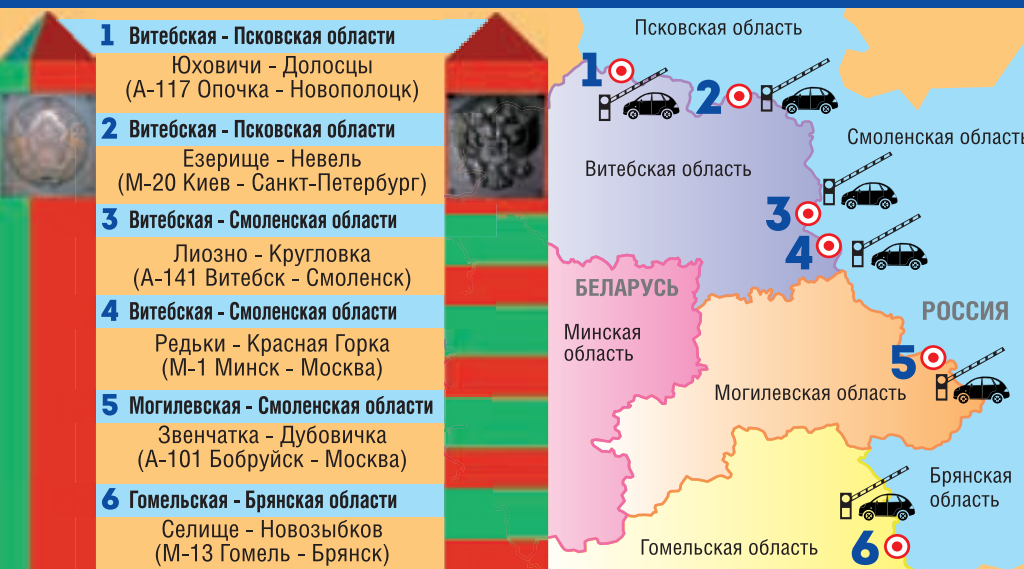 1 Витебская - Псковская области
Юховичи - Долосцы
(А-117 Опочка - Новополоцк)
2 Витебская - Псковская области
Езерище - Невель
(М-20 Киев - Санкт-Петербург)
3 Витебская - Смоленская области
Лиозно - Кругловка
(А-141 Витебск - Смоленск)
4 Витебская - Смоленская области
Редьки - Красная Горка
(М-1 Минск - Москва)
5 Могилевская - Смоленская области
Звенчатка - Дубовичка
(А-101 Бобруйск - Москва)
6 Гомельская - Брянская области
Селище - Новозыбков
(М-13 Гомель - Брянск)
Псковская область
1
2
Смоленская область
Витебская область
3
4
БЕЛАРУСЬ
РОССИЯ
Минская
область
5
Могилевская область
Брянская
область
Гомельская область
6